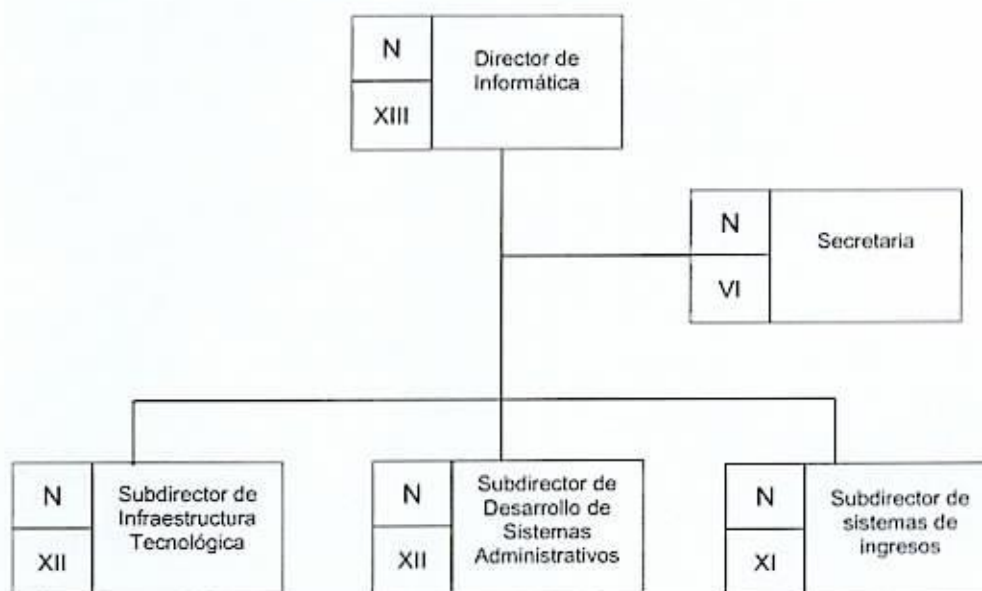 N
XIII
Director de
Informática
N
VI
Secretaria
N
XII
Subdirector de
Infraestructura
Tecnológica
N
XII
Subdirector de
Desarrollo de
Sistemas
Administrativos
N
XI
Subdirector de
sistemas de
ingresos